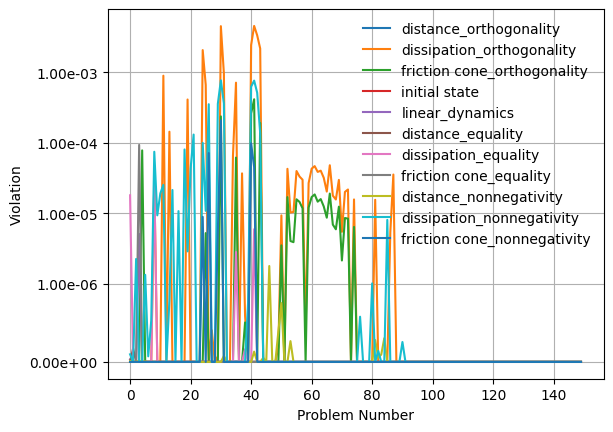 distance_orthogonality
dissipation_orthogonality
friction cone_orthogonality
initial state
linear_dynamics
distance_equality
dissipation_equality
friction cone_equality
distance_nonnegativity
dissipation_nonnegativity
friction cone_nonnegativity
Violation
1.00e-03
1.00e-04
1.00e-05
1.00e-06
0.00e+00
0 20 40 60 80 100 120 140
Problem Number